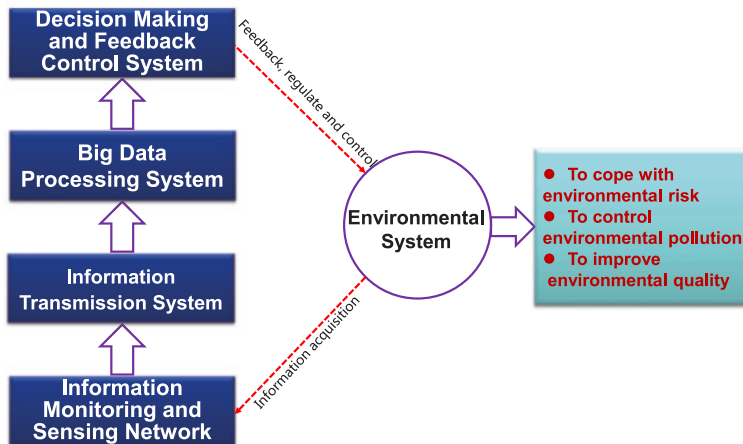 Decision Making
and Feedback
Control System
Feedback, regulate and control
Big Data
Processing System
Environmental
System
● To cope with
environmental risk
● To control
environmental pollution
● To improve
environmental quality
Information
Transmission System
Information acquisition
Information
Monitoring and
Sensing Network